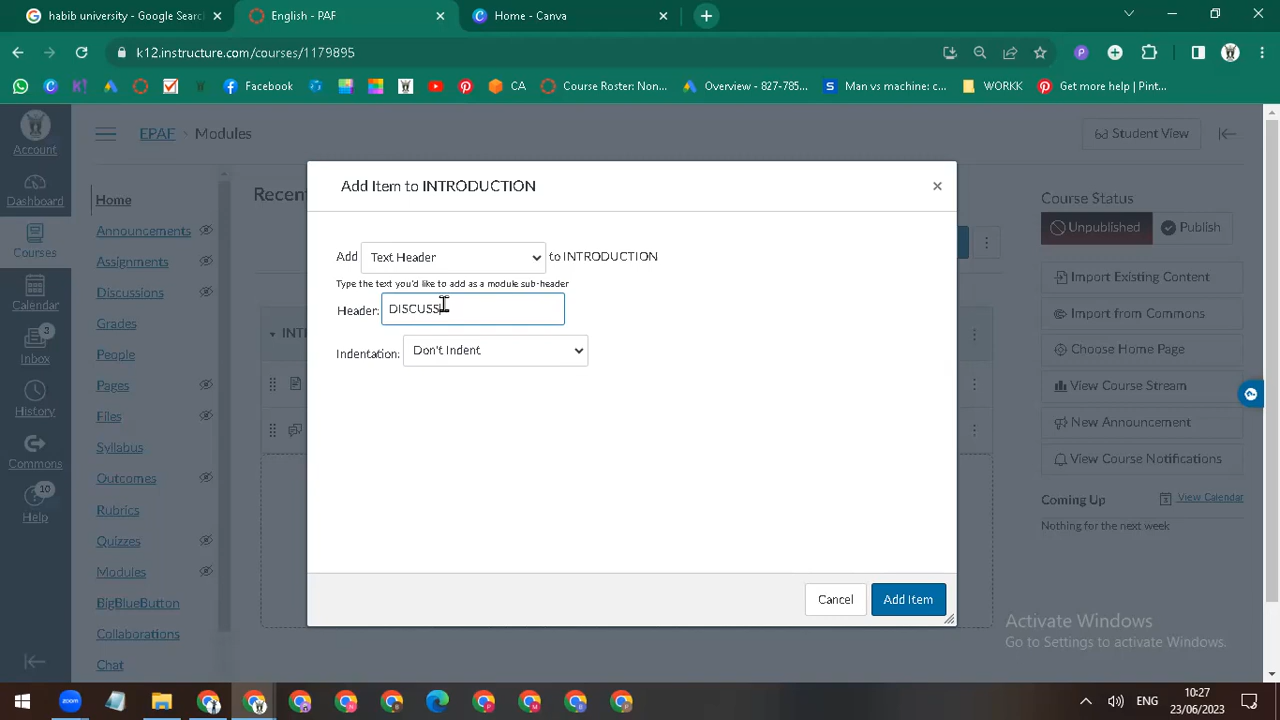 habib university - Google Searc
English - PAF
Home - Canva
k12.instructure.com/courses/1179895
Facebook
CA
Course Roster: Non...
Overview - 827-785...
Man vs machine: c...
WORKK
Get more help | Pint...
EPAF
Modules
Student View
Account
Dashboard
Courses
Calendar
3
Inbox
History
Commons
10
Help
Home
Announcements
Assignments
Discussions
Grades
People
Pages
Files
Syllabus
Outcomes
Rubrics
Quizzes
Modules
BigBlueButton
Collaborations
Chat
Recen
INT
Add Item to INTRODUCTION
Add Text Header to INTRODUCTION
Type the text you'd like to add as a module sub-header
Header: DISCUSS
Indentation: Don't Indent
Cancel
Add Item
Course Status
Unpublished
Publish
Import Existing Content
Import from Commons
Choose Home Page
View Course Stream
New Announcement
View Course Notifications
Coming Up
View Calendar
Nothing for the next week
Activate Windows
Go to Settings to activate Windows.
zoom
ENG
10:27
23/06/2023